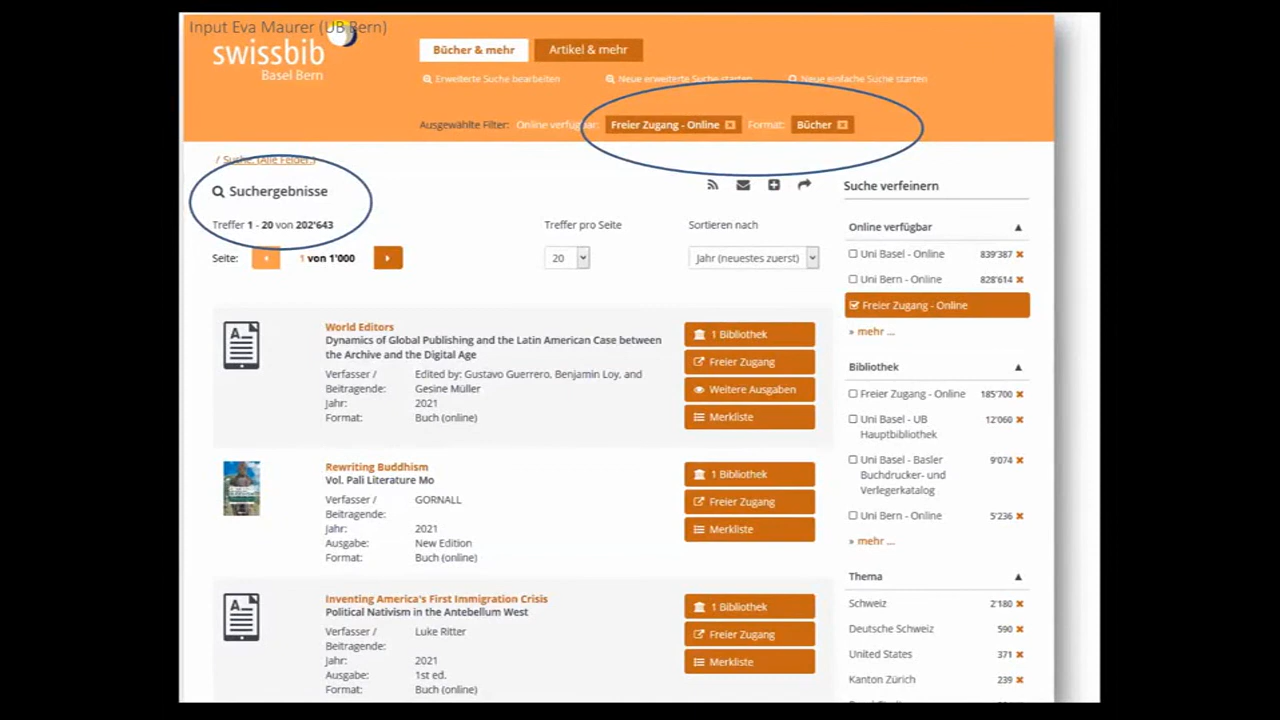 Input Eva Maurer (UB Bern)
swissbib
Basel Bern
Bücher & mehr
Artikel & mehr
Erweiterte Suche bearbeiten
Neue erweiterte Suche starten
Neue einfache Suche starten
Ausgewählte Filter: Online verfügbar: Freier Zugang - Online Format: Bücher
/ Suche: (Alle Felder:)
Suchergebnisse
Treffer 1 - 20 von 202'643
Treffer pro Seite
Sortieren nach
Seite: 1 von 1'000
20
Jahr (neuestes zuerst)
World Editors
Dynamics of Global Publishing and the Latin American Case between
the Archive and the Digital Age
Verfasser / Edited by: Gustavo Guerrero, Benjamin Loy, and
Beitragende: Gesine Müller
Jahr: 2021
Format: Buch (online)
1 Bibliothek
Freier Zugang
Weitere Ausgaben
Merkliste
Rewriting Buddhism
Vol. Pali Literature Mo
Verfasser / GORNALL
Beitragende:
Jahr: 2021
Ausgabe: New Edition
Format: Buch (online)
1 Bibliothek
Freier Zugang
Merkliste
Inventing America's First Immigration Crisis
Political Nativism in the Antebellum West
Verfasser / Luke Ritter
Beitragende:
Jahr: 2021
Ausgabe: 1st ed.
Format: Buch (online)
1 Bibliothek
Freier Zugang
Merkliste
Suche verfeinern
Online verfügbar
Uni Basel - Online 839'387
Uni Bern - Online 828'614
Freier Zugang - Online
» mehr ...
Bibliothek
Freier Zugang - Online 185'700
Uni Basel - UB 12'060
Hauptbibliothek
Uni Basel - Basler 9'074
Buchdrucker- und
Verlegerkatalog
Uni Bern - Online 5'236
» mehr ...
Thema
Schweiz 2'180
Deutsche Schweiz 590
United States 371
Kanton Zürich 239